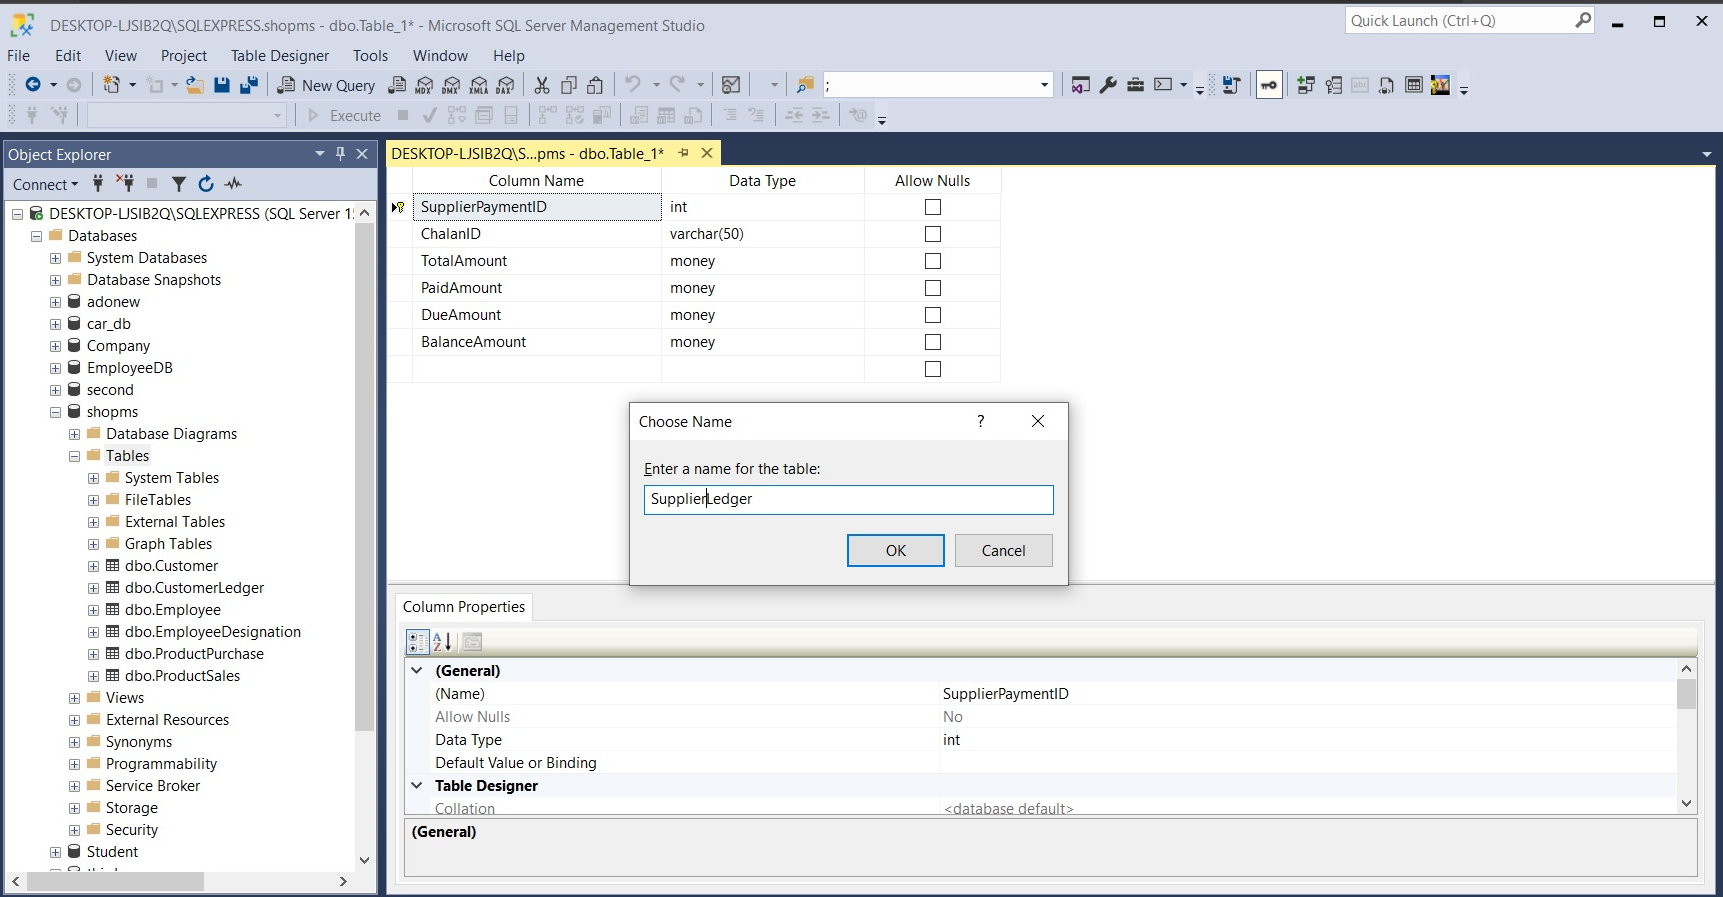 DESKTOP-LJSIB2Q\SQLEXPRESS.shopms - dbo.Table_1* - Microsoft SQL Server Management Studio
Quick Launch (Ctrl+Q)
File Edit View Project Table Designer Tools Window Help
New Query MDX DMX XMLA DAX ;
Execute
Object Explorer
Connect
DESKTOP-LJSIB2Q\SQLEXPRESS (SQL Server 15
Databases
System Databases
Database Snapshots
adonew
car_db
Company
EmployeeDB
second
shopms
Database Diagrams
Tables
System Tables
FileTables
External Tables
Graph Tables
dbo.Customer
dbo.CustomerLedger
dbo.Employee
dbo.EmployeeDesignation
dbo.ProductPurchase
dbo.ProductSales
Views
External Resources
Synonyms
Programmability
Service Broker
Storage
Security
Student
DESKTOP-LJSIB2Q\S...pms - dbo.Table_1*
Column Name Data Type Allow Nulls
SupplierPaymentID int
ChalanID varchar(50)
TotalAmount money
PaidAmount money
DueAmount money
BalanceAmount money
Choose Name ?
Enter a name for the table:
SupplierLedger
OK Cancel
Column Properties
(General)
(Name) SupplierPaymentID
Allow Nulls No
Data Type int
Default Value or Binding
Table Designer
Collation <database default>
(General)